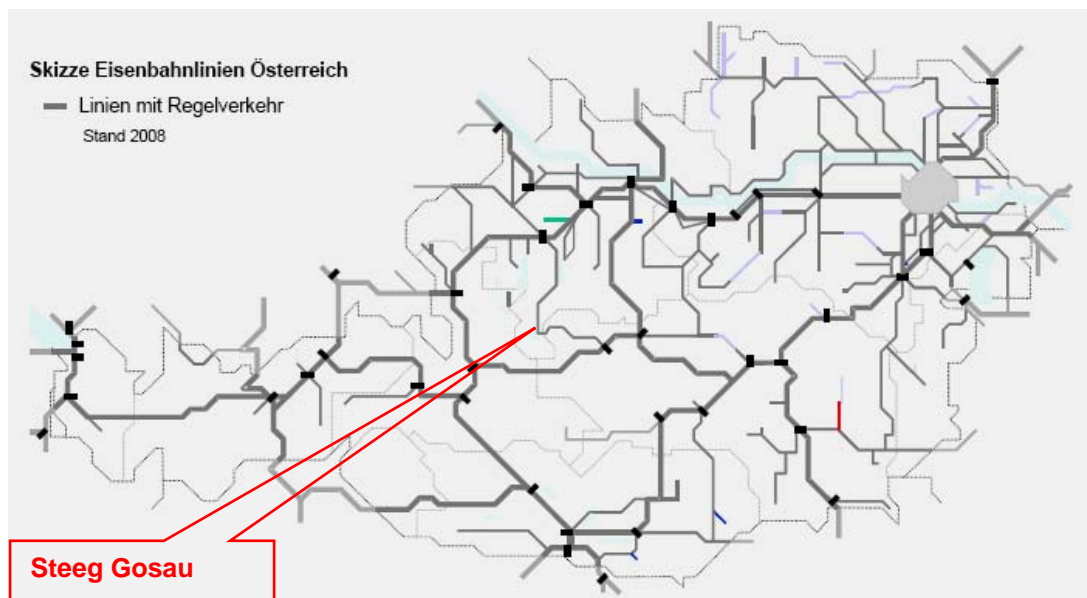 Skizze Eisenbahnlinien Österreich
Linien mit Regelverkehr
Stand 2008
Steeg Gosau